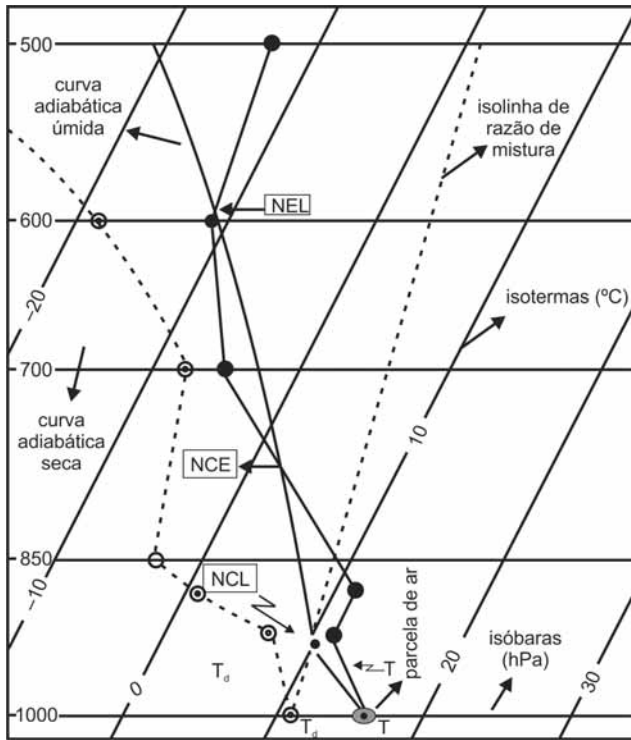 500
curva
adiabática
úmida
isolinha de
razão de
mistura
NEL
600
isotermas (ºC)
–20
700
curva
adiabática
seca
10
NCE
850
NCL
–10
parcela de ar
isóbaras
(hPa)
T
T_d
0
20
30
1000
T_d
T